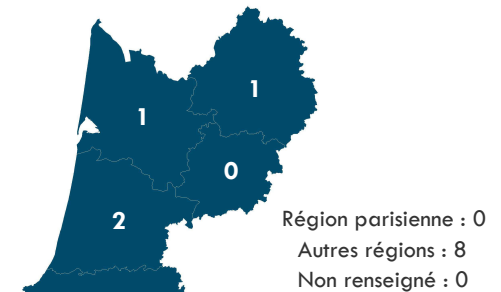 1
1
0
2
Région parisienne : 0
Autres régions : 8
Non renseigné : 0